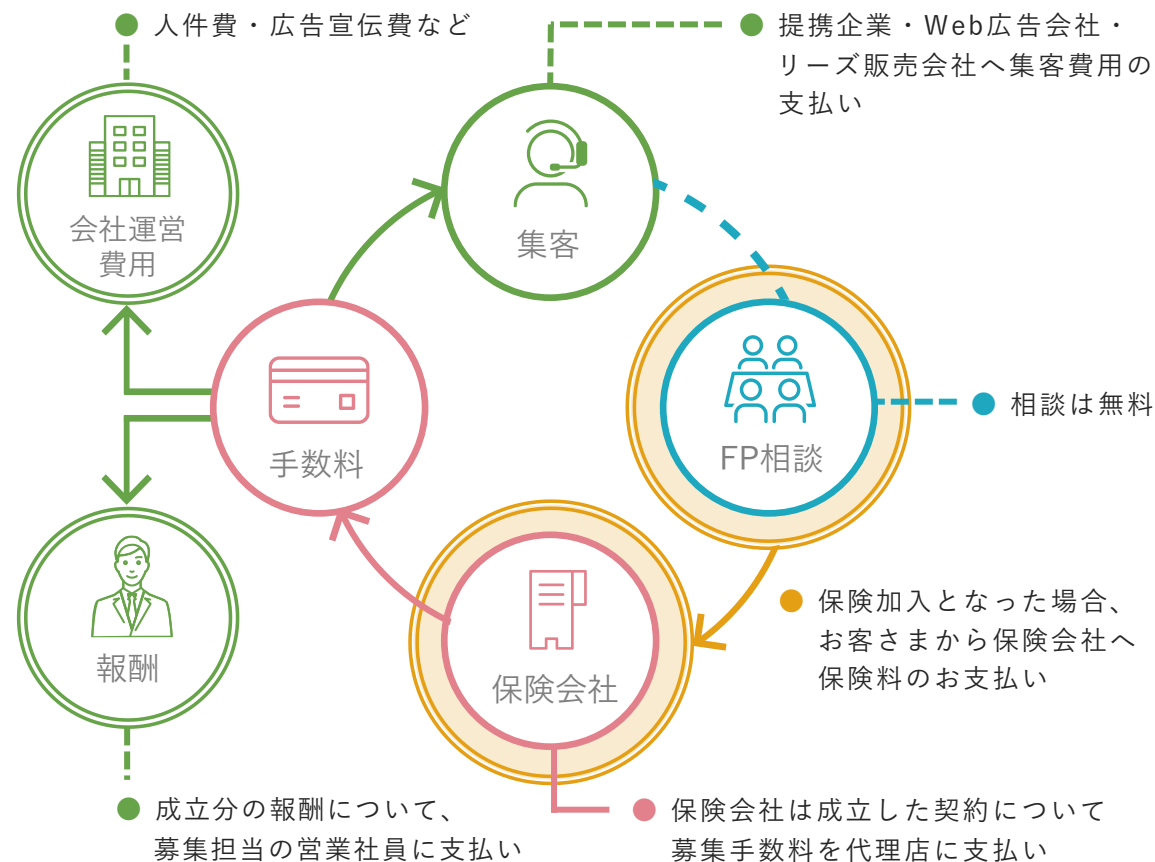 人件費・広告宣伝費など
提携企業・Web広告会社・
リーズ販売会社へ集客費用の
支払い
会社運営
費用
集客
手数料
FP相談
相談は無料
保険加入となった場合、
お客さまから保険会社へ
保険料のお支払い
報酬
保険会社
成立分の報酬について、
募集担当の営業社員に支払い
保険会社は成立した契約について
募集手数料を代理店に支払い